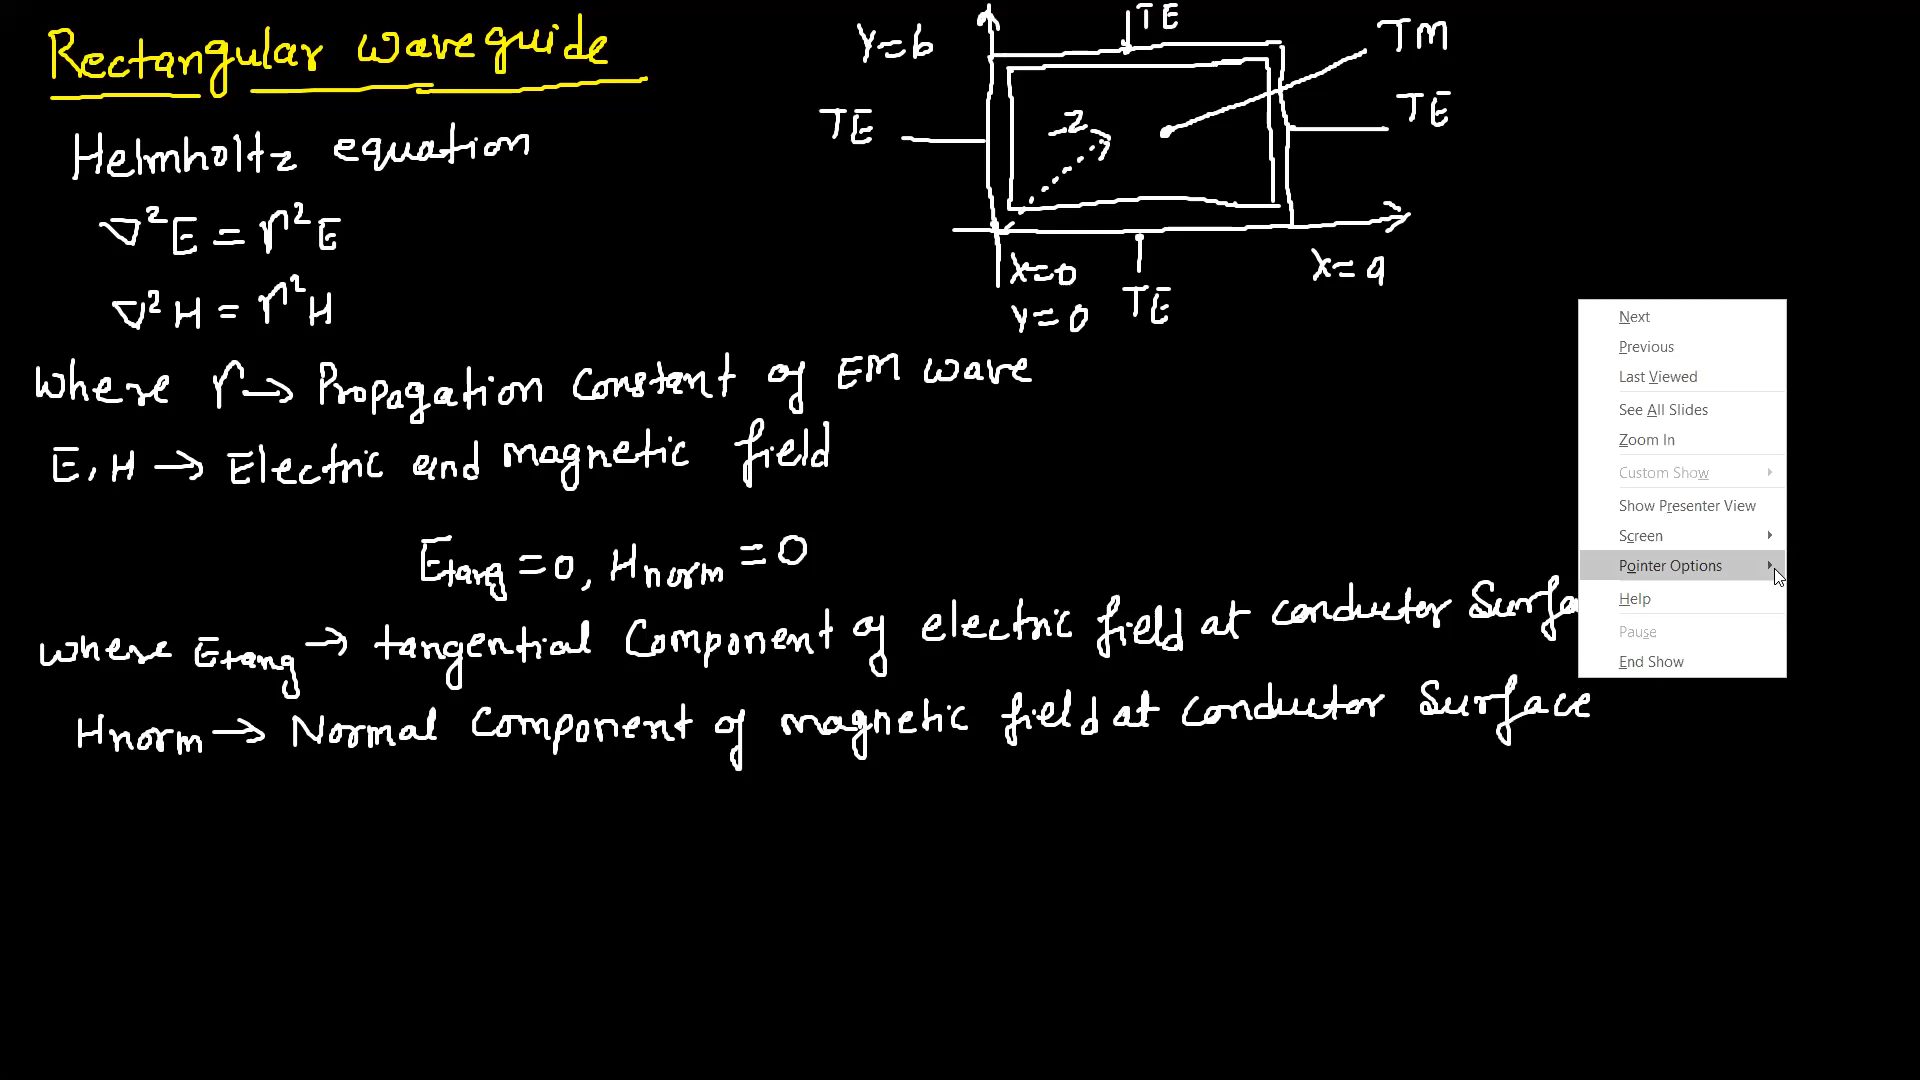 Rectangular waveguide
Helmholtz equation
∇²E = r²E
∇²H = r²H
Y=b
TE
TM
TE
TE
-z
X=0
Y=0
TE
X=a
where r → Propagation constant of EM wave
E, H → Electric and magnetic field
Etang = 0, Hnorm = 0
where Etang → tangential component of electric field at conductor Surfa
Hnorm → Normal component of magnetic field at conductor Surface
Next
Previous
Last Viewed
See All Slides
Zoom In
Custom Show
Show Presenter View
Screen
Pointer Options
Help
Pause
End Show